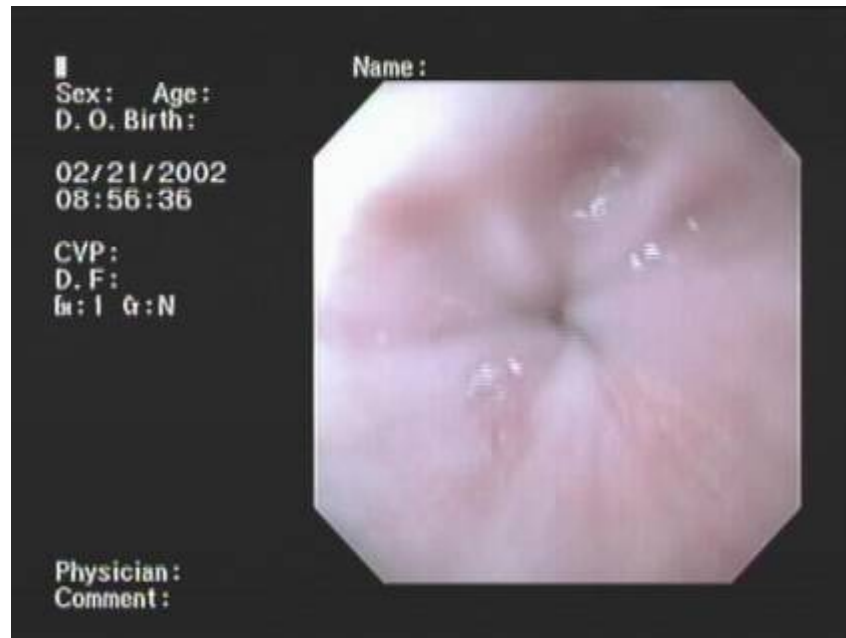 Name:
Sex: Age:
D.O.Birth:
02/21/2002
08:56:36
CVP:
D.F:
Physician:
Comment: